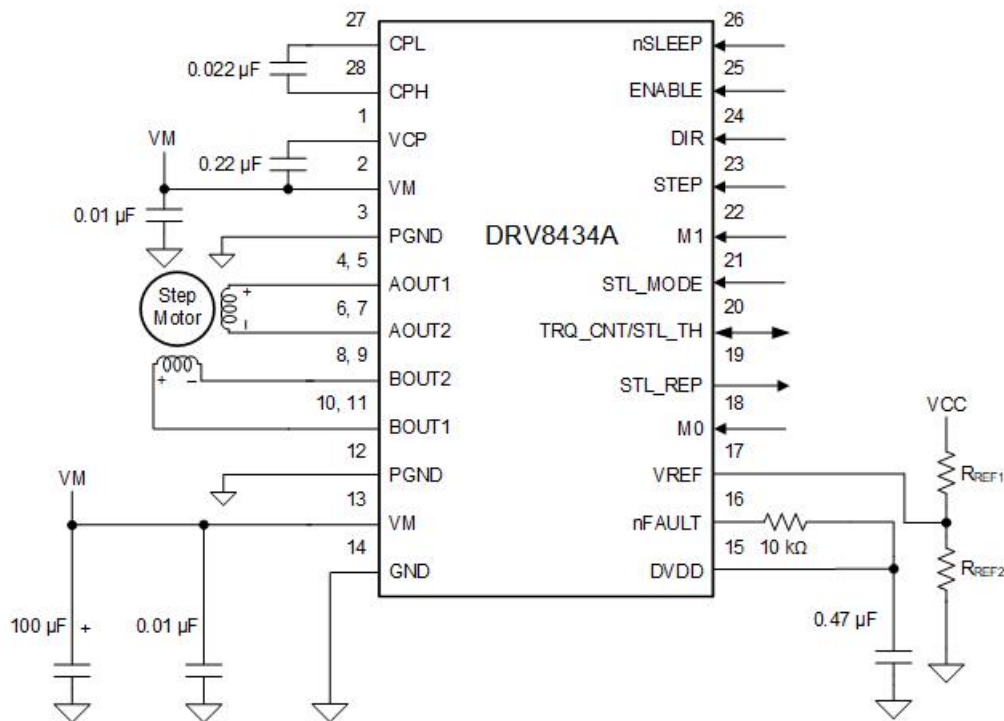 27
CPL
0.022 µF
28
CPH
1
VCP
VM
0.22 µF
2
VM
0.01 µF
3
PGND
4, 5
AOUT1
Step
Motor
+
–
6, 7
AOUT2
8, 9
BOUT2
+ –
10, 11
BOUT1
12
PGND
VM
13
VM
14
GND
100 µF +
0.01 µF
DRV8434A
26
nSLEEP
25
ENABLE
24
DIR
23
STEP
22
M1
21
STL_MODE
20
TRQ_CNT/STL_TH
19
STL_REP
18
M0
17
VREF
16
nFAULT
10 kΩ
15
DVDD
0.47 µF
VCC
RREF1
RREF2